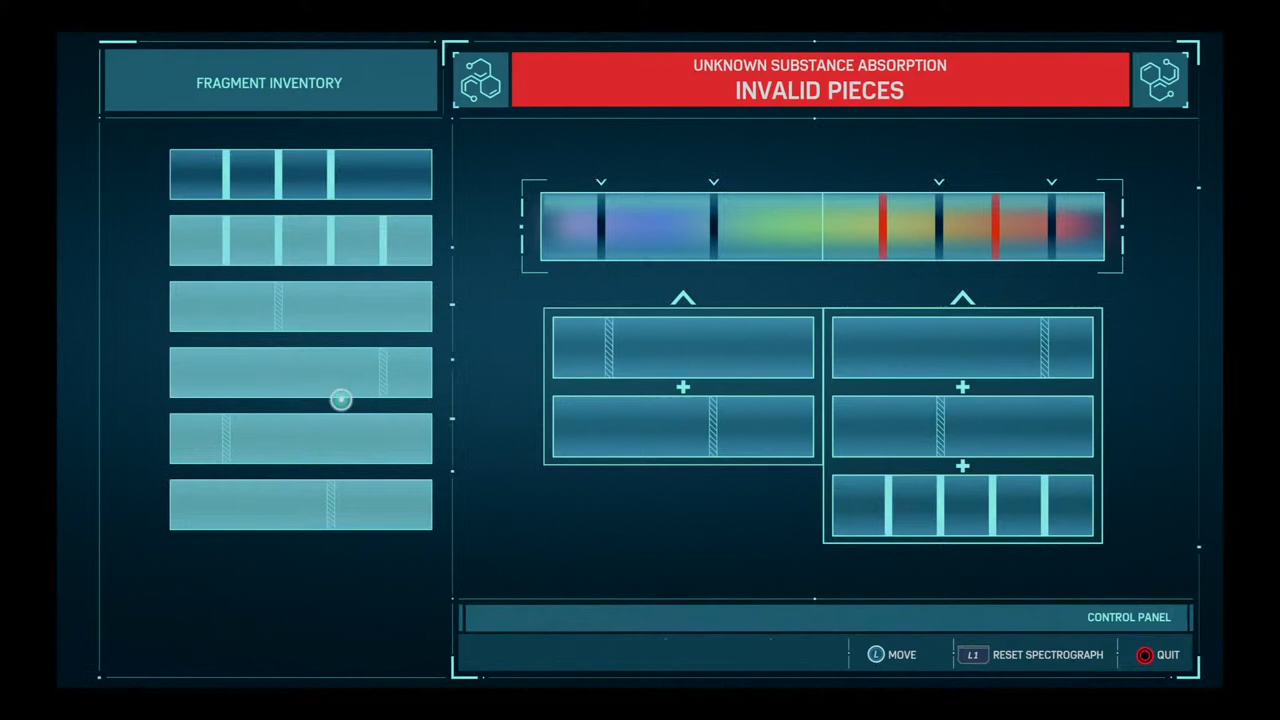 FRAGMENT INVENTORY
UNKNOWN SUBSTANCE ABSORPTION
INVALID PIECES
CONTROL PANEL
L MOVE
L1 RESET SPECTROGRAPH
QUIT